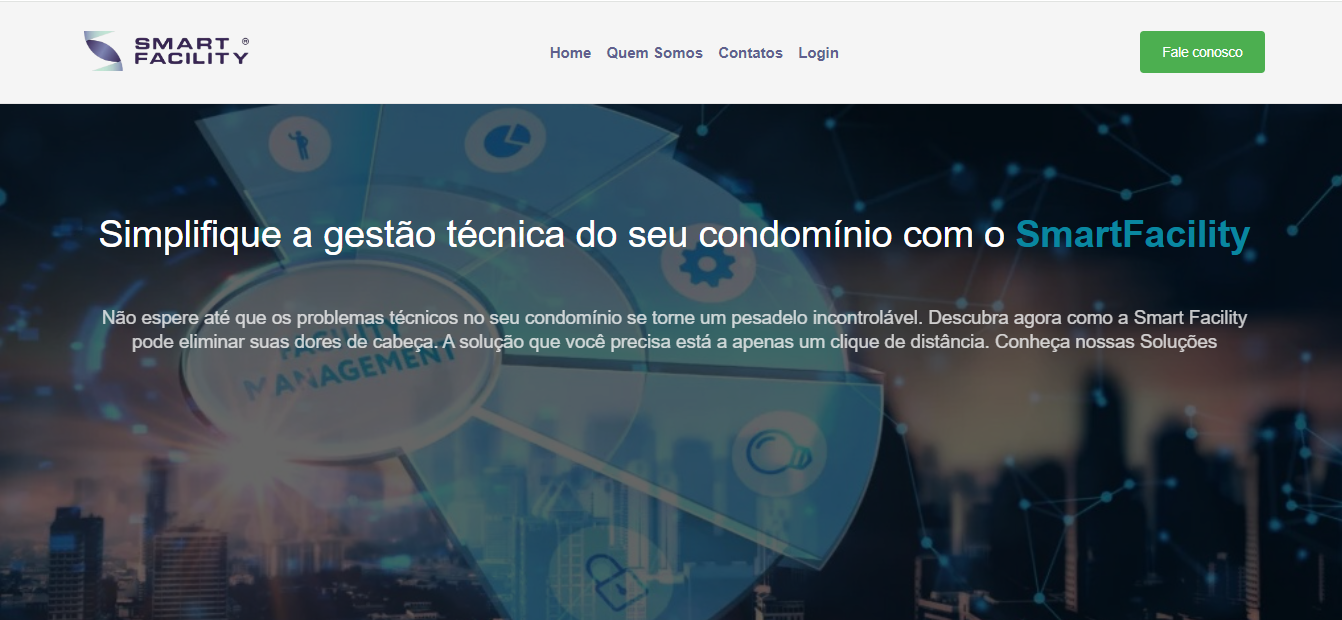 SMART ®
FACILITY
Home Quem Somos Contatos Login
Fale conosco
Simplifique a gestão técnica do seu condomínio com o SmartFacility
Não espere até que os problemas técnicos no seu condomínio se torne um pesadelo incontrolável. Descubra agora como a Smart Facility
pode eliminar suas dores de cabeça. A solução que você precisa está a apenas um clique de distância. Conheça nossas Soluções
FACILITY
MANAGEMENT